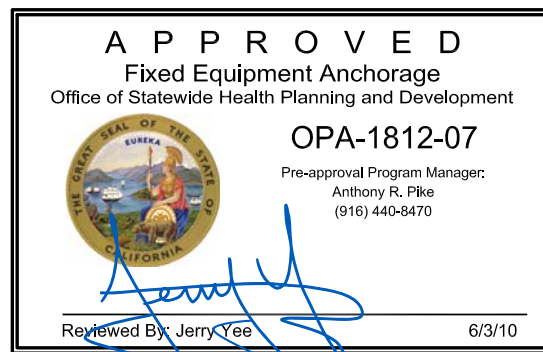 A P P R O V E D
Fixed Equipment Anchorage
Office of Statewide Health Planning and Development
THE GREAT SEAL OF THE STATE OF CALIFORNIA
EUREKA
OPA-1812-07
Pre-approval Program Manager:
Anthony R. Pike
(916) 440-8470
Jerry Y
Reviewed By: Jerry Yee
6/3/10